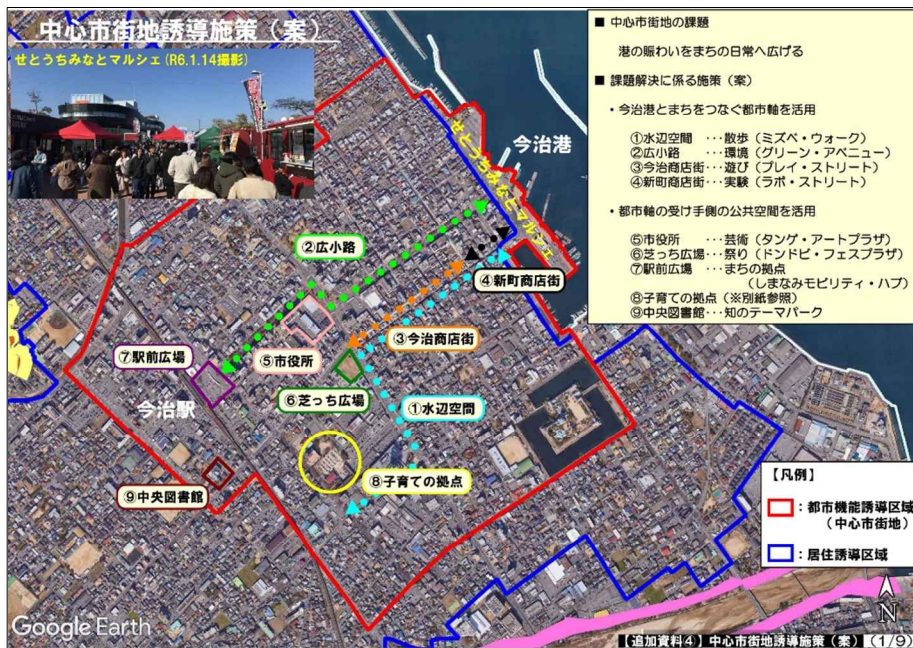 中心市街地誘導施策（案）
せとうちみなとマルシェ(R6.1.14撮影)
■ 中心市街地の課題
港の賑わいをまちの日常へ広げる
■ 課題解決に係る施策（案）
・今治港とまちをつなぐ都市軸を活用
①水辺空間 ･･･散歩（ミズベ・ウォーク）
②広小路 ･･･環境（グリーン・アベニュー）
③今治商店街･･･遊び（プレイ・ストリート）
④新町商店街･･･実験（ラボ・ストリート）
・都市軸の受け手側の公共空間を活用
⑤市役所 ･･･芸術（タンゲ・アートプラザ）
⑥芝っち広場･･･祭り（ドンドビ・フェスプラザ）
⑦駅前広場 ･･･まちの拠点
（しまなみモビリティ・ハブ）
⑧子育ての拠点（※別紙参照）
⑨中央図書館･･･知のテーマパーク
今治港
せとうちみなとマルシェ
②広小路
④新町商店街
③今治商店街
⑤市役所
⑦駅前広場
今治駅
⑥芝っち広場
①水辺空間
⑧子育ての拠点
⑨中央図書館
【凡例】
：都市機能誘導区域
（中心市街地）
：居住誘導区域
N
Google Earth
【追加資料④】中心市街地誘導施策（案）（1/9）